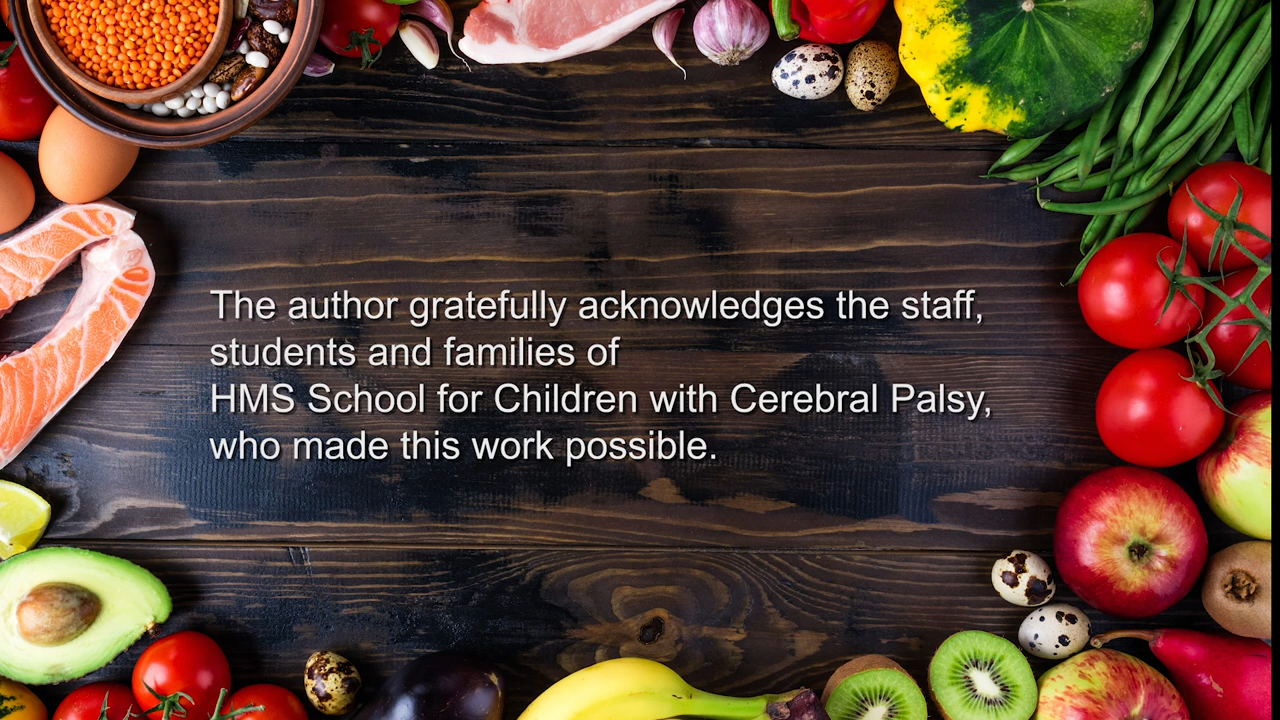 The author gratefully acknowledges the staff,
students and families of
HMS School for Children with Cerebral Palsy,
who made this work possible.